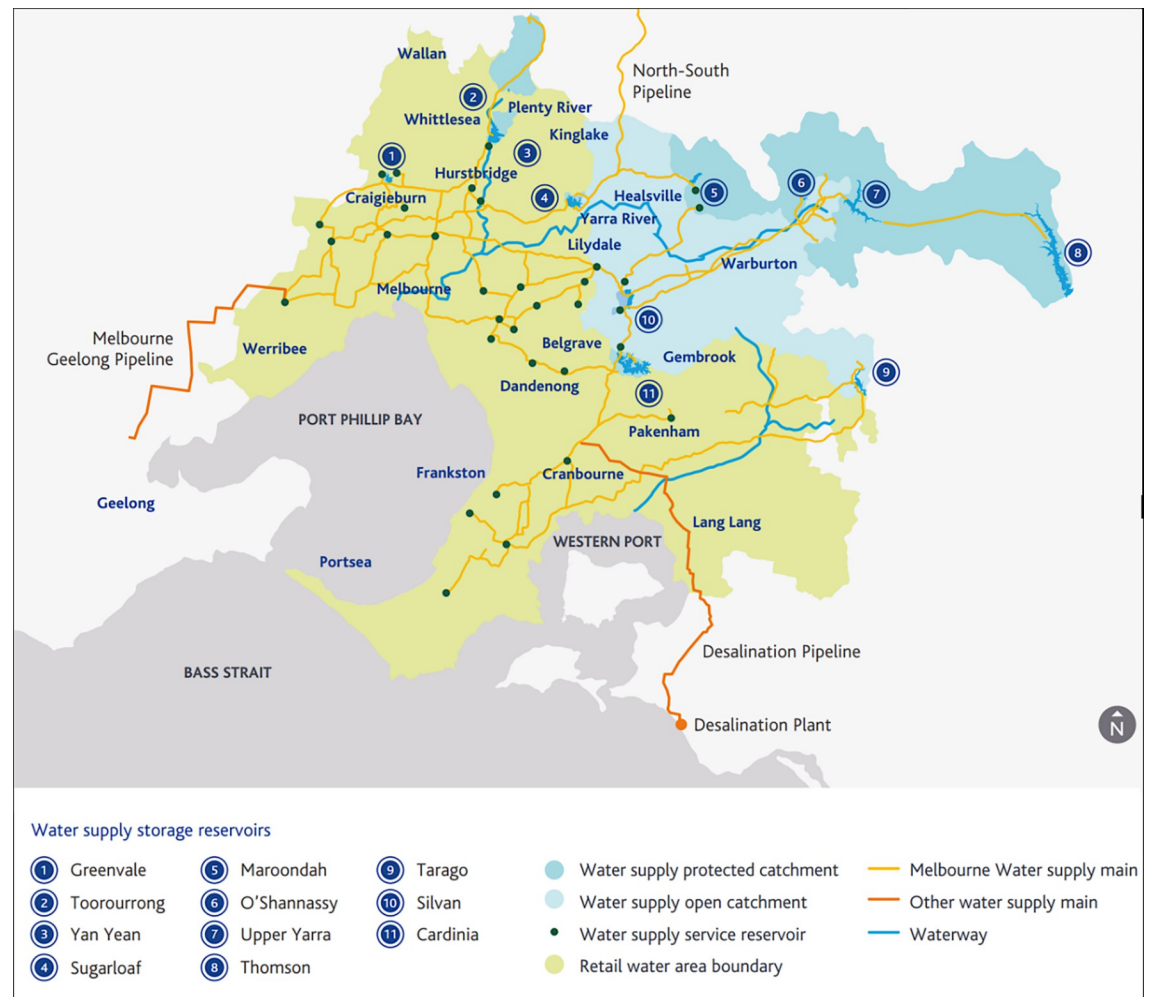 Wallan
North-South
Pipeline
2
Plenty River
Whittlesea
Kinglake
3
1
Hurstbridge
6
Healsville
5
7
Craigieburn
4
Yarra River
Lilydale
8
Warburton
Melbourne
10
Melbourne
Geelong Pipeline
Werribee
Belgrave
Gembrook
9
Dandenong
11
PORT PHILLIP BAY
Pakenham
Frankston
Cranbourne
Geelong
Lang Lang
WESTERN PORT
Portsea
Desalination Pipeline
BASS STRAIT
Desalination Plant
N
Water supply storage reservoirs
1 Greenvale
2 Toorourrong
3 Yan Yean
4 Sugarloaf
5 Maroondah
6 O'Shannassy
7 Upper Yarra
8 Thomson
9 Tarago
10 Silvan
11 Cardinia
Water supply protected catchment
Water supply open catchment
Water supply service reservoir
Retail water area boundary
Melbourne Water supply main
Other water supply main
Waterway